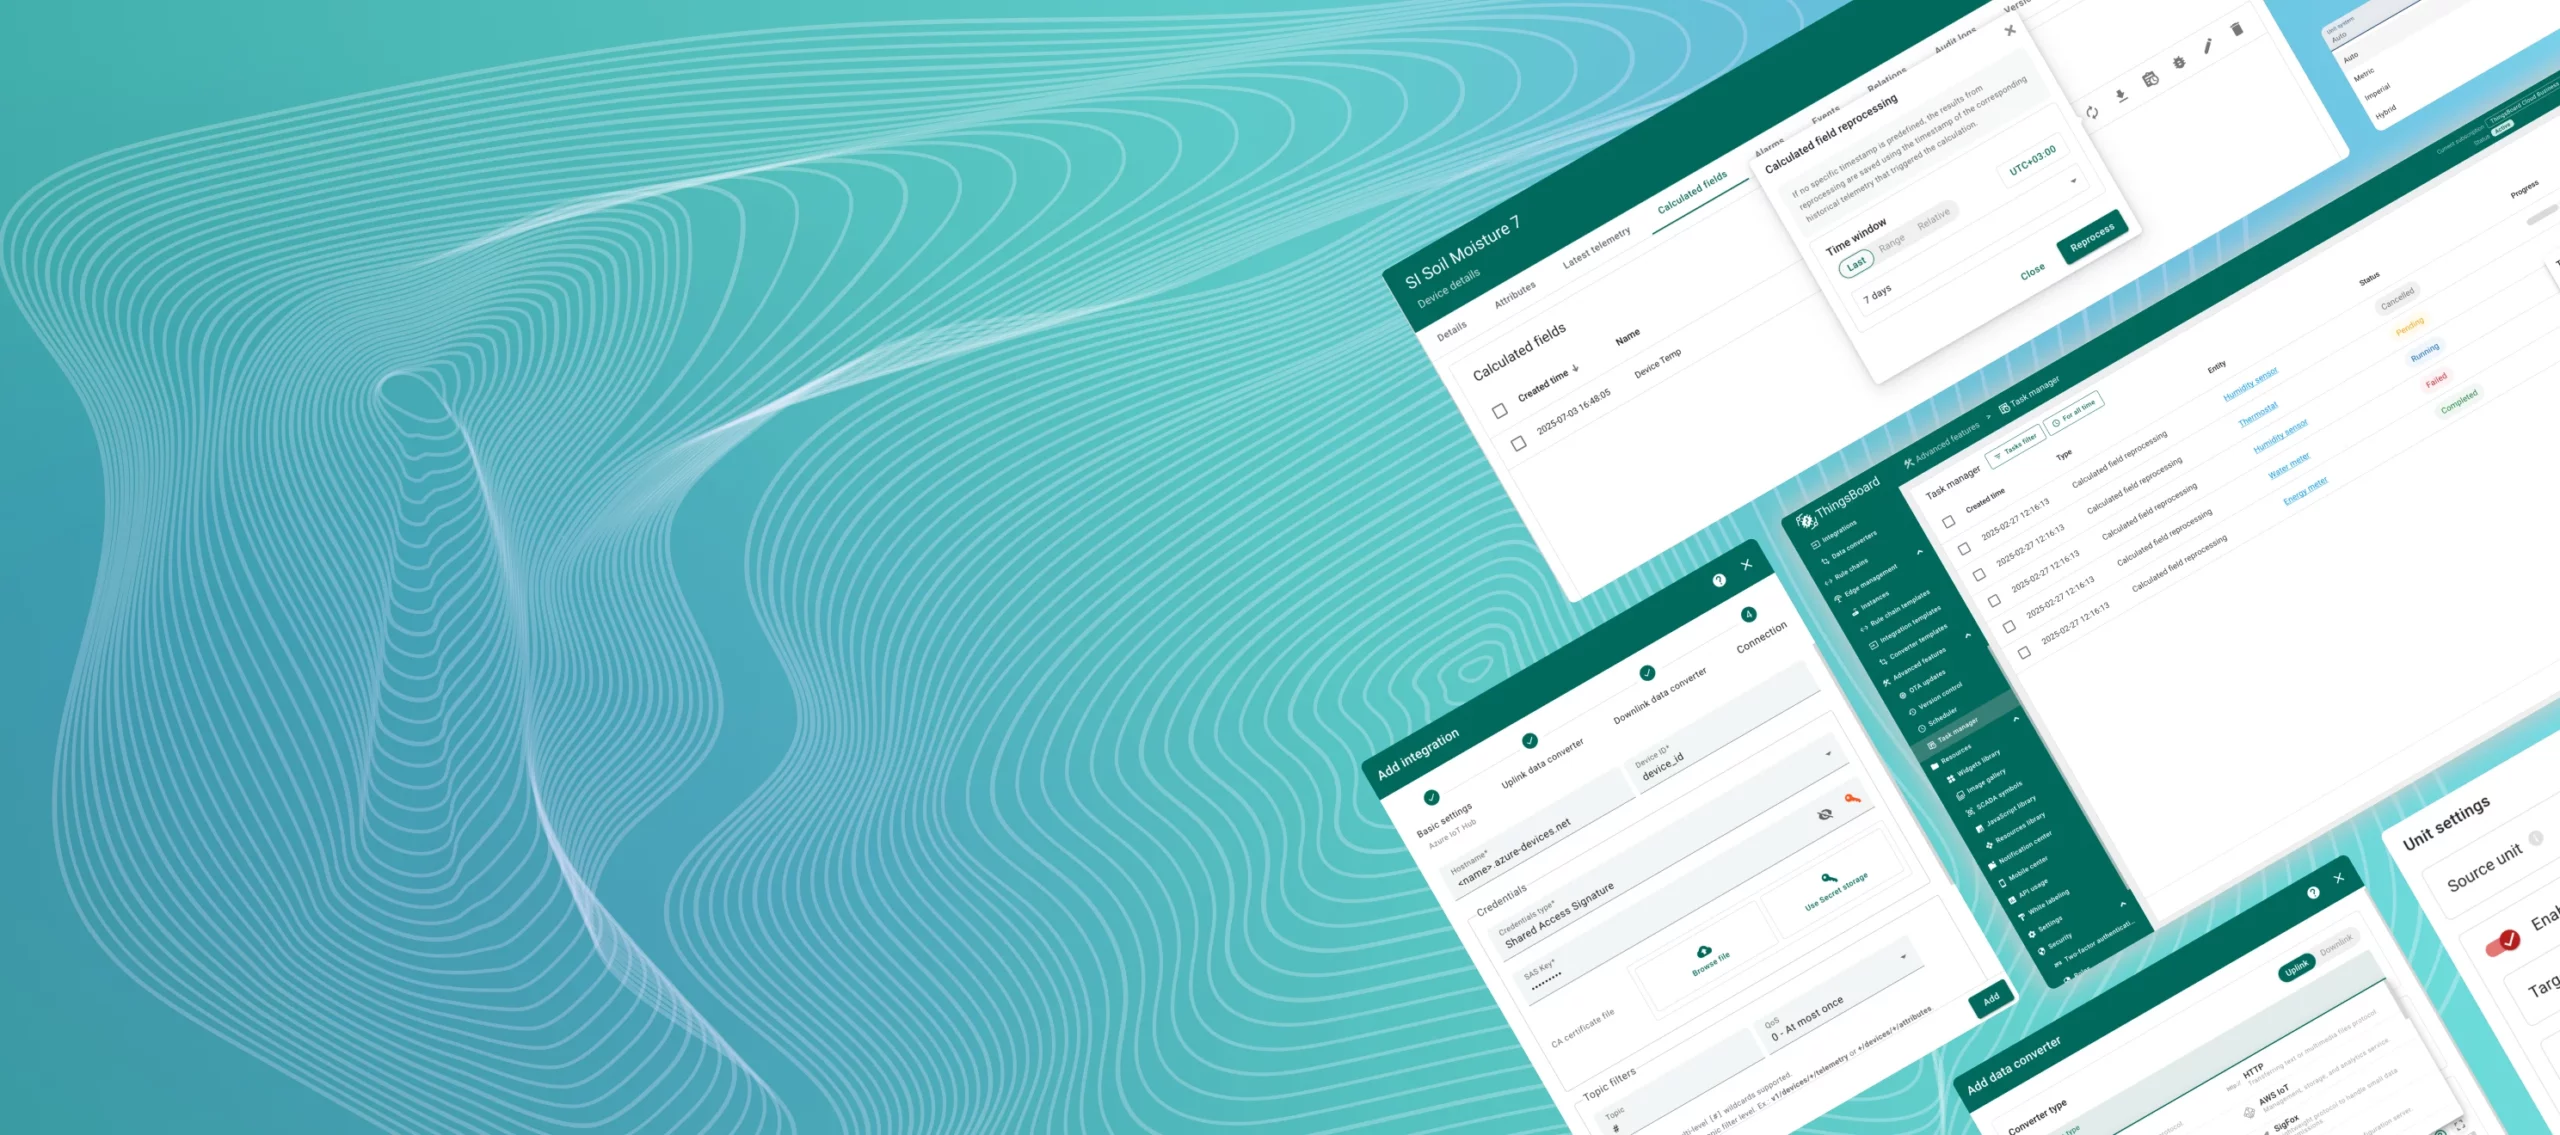 SI Soil Moisture 7
Device details
Details
Attributes
Latest telemetry
Calculated fields
Alarms
Events
Relations
Audit logs
Calculated fields
Created time
Name
2025-07-03 16:48:05
Device Temp
Calculated field reprocessing
If no specific timestamp is predefined, the results from
reprocessing are saved using the timestamp of the corresponding
historical telemetry that triggered the calculation.
Time window
UTC+03:00
Last
Range
Relative
7 days
Close
Reprocess
Unit system
Auto
Auto
Metric
Imperial
Hybrid
Current subscription
ThingsBoard Cloud Business
Status
Active
ThingsBoard
Integrations
Data converters
Rule chains
Edge management
Instances
Rule chain templates
Integration templates
Converter templates
Advanced features
OTA updates
Version control
Scheduler
Task manager
Resources
Widgets library
Image gallery
SCADA symbols
JavaScript library
Resources library
Notification center
Mobile center
API usage
White labeling
Settings
Security
Two-factor authenticati...
Roles
Advanced features > Task manager
Task manager
Tasks filter
For all time
Created time
Type
Entity
Status
Progress
2025-02-27 12:16:13 Calculated field reprocessing Humidity sensor Cancelled
2025-02-27 12:16:13 Calculated field reprocessing Thermostat Pending
2025-02-27 12:16:13 Calculated field reprocessing Humidity sensor Running
2025-02-27 12:16:13 Calculated field reprocessing Water meter Failed
2025-02-27 12:16:13 Calculated field reprocessing Energy meter Completed
Add integration
Basic settings
Azure IoT Hub
Uplink data converter
Downlink data converter
4
Connection
Hostname*
<name>.azure-devices.net
Device ID*
device_id
Credentials
Credentials type*
Shared Access Signature
SAS Key*
••••••••
CA certificate file
Browse file
Use Secret storage
Topic filters
Topic
#
QoS
0 - At most once
[#] wildcards supported.
filter level. Ex.: v1/devices/+/telemetry or +/devices/+/attributes
Add
Add data converter
Uplink
Downlink
Converter type
HTTP
Transferring text or multimedia files protocol.
AWS IoT
Management, storage, and analytics service.
SigFox
protocol to handle small data
Unit settings
Source unit